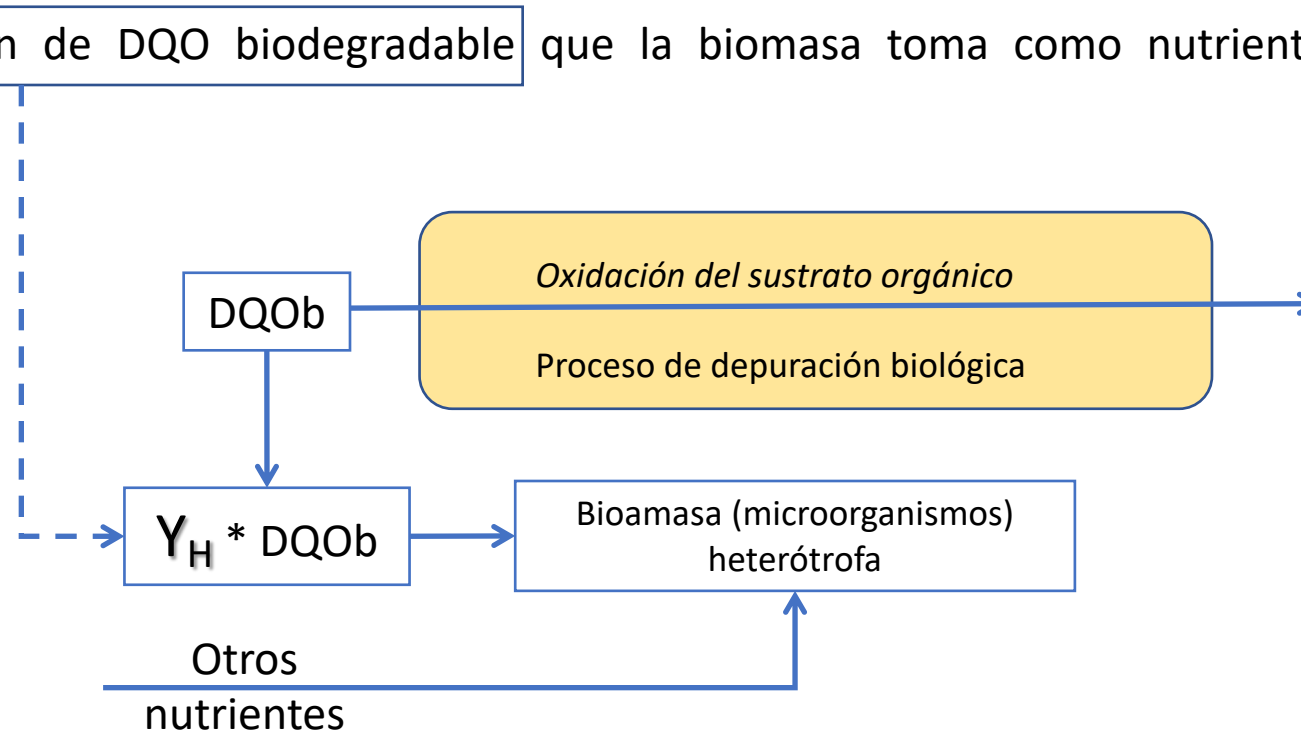 n de DQO biodegradable que la biomasa toma como nutrient
Oxidación del sustrato orgánico
DQOb
Proceso de depuración biológica
Y_H * DQOb
Bioamasa (microorganismos)
heterótrofa
Otros
nutrientes